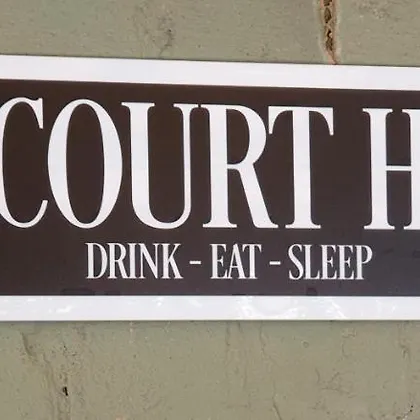 COURT H
DRINK - EAT - SLEEP